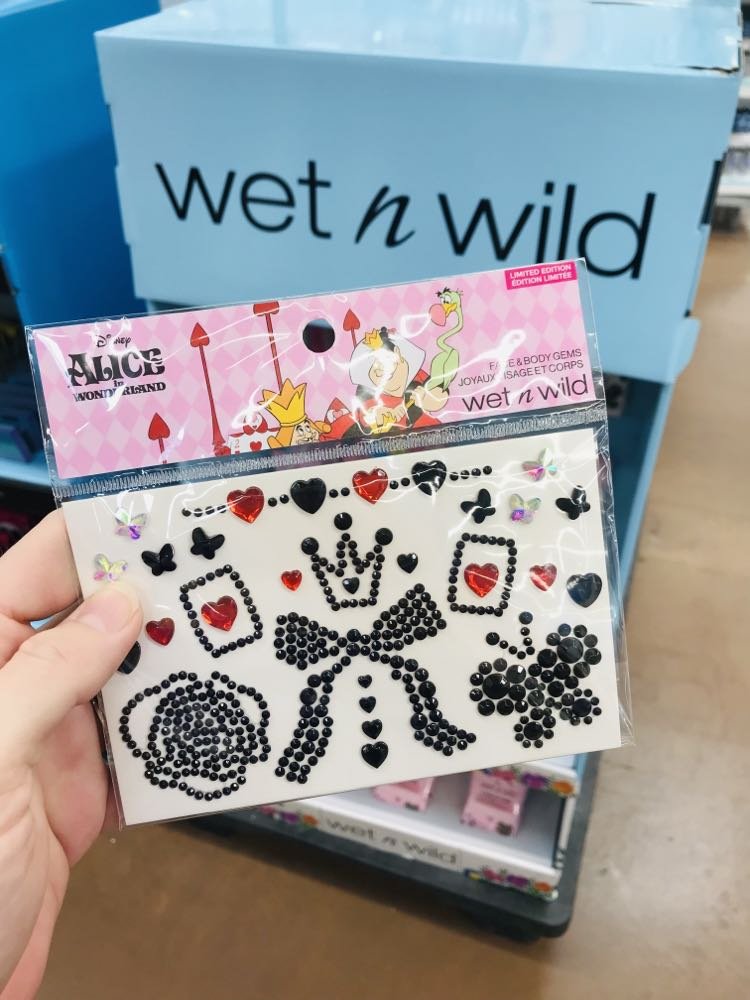 wet n wild
LIMITED EDITION
ÉDITION LIMITÉE
Disney
ALICE
in
WONDERLAND
FACE & BODY GEMS
JOYAUX VISAGE ET CORPS
wet n wild
wet n wild